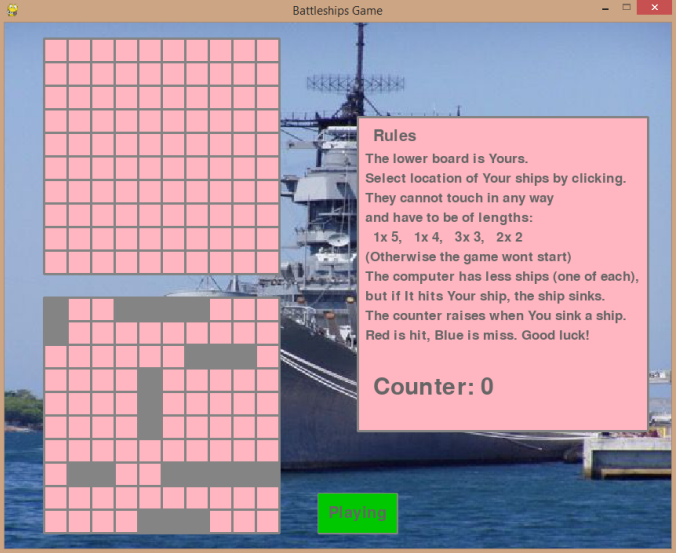 Battleships Game
Rules
The lower board is Yours.
Select location of Your ships by clicking.
They cannot touch in any way
and have to be of lengths:
1x 5, 1x 4, 3x 3, 2x 2
(Otherwise the game wont start)
The computer has less ships (one of each),
but if It hits Your ship, the ship sinks.
The counter raises when You sink a ship.
Red is hit, Blue is miss. Good luck!
Counter: 0
Playing